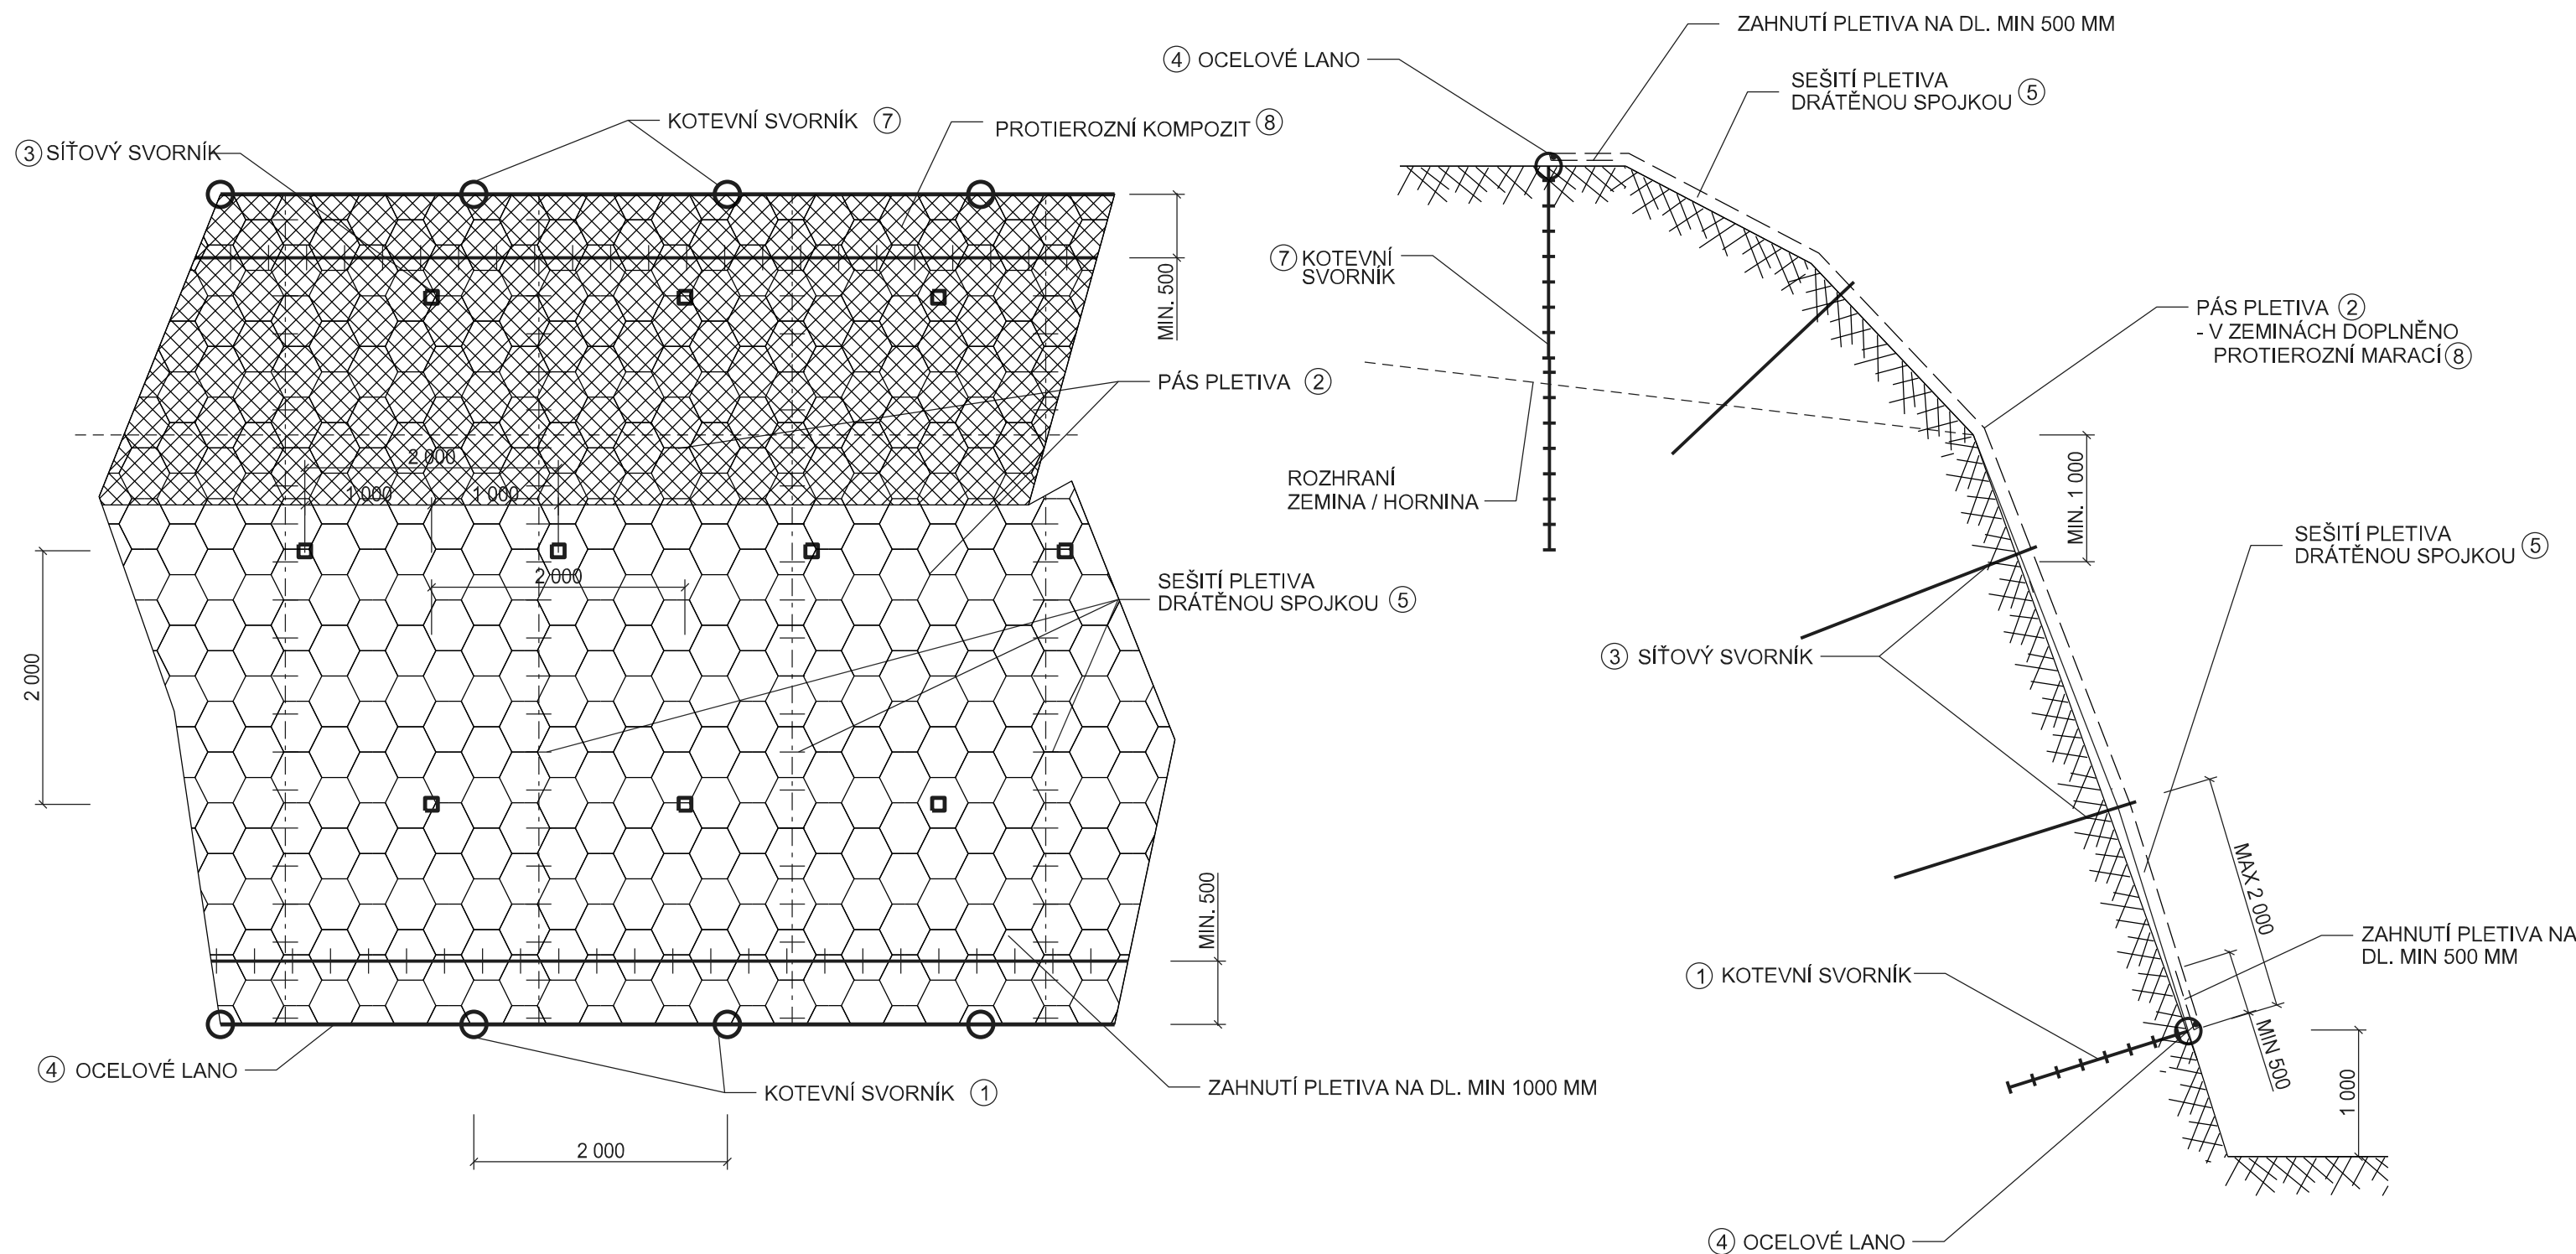 KOTEVNÍ SVORNÍK 7
PROTIEROZNÍ KOMPOZIT 8
3 SÍŤOVÝ SVORNÍK
MIN. 500
PÁS PLETIVA 2
2 000
1 000
1 000
2 000
2 000
SEŠITÍ PLETIVA
DRÁTĚNOU SPOJKOU 5
MIN. 500
4 OCELOVÉ LANO
KOTEVNÍ SVORNÍK 1
ZAHNUTÍ PLETIVA NA DL. MIN 1000 MM
2 000
ZAHNUTÍ PLETIVA NA DL. MIN 500 MM
4 OCELOVÉ LANO
SEŠITÍ PLETIVA
DRÁTĚNOU SPOJKOU 5
7 KOTEVNÍ
SVORNÍK
PÁS PLETIVA 2
- V ZEMINÁCH DOPLNĚNO
PROTIEROZNÍ MARACÍ 8
ROZHRANÍ
ZEMINA / HORNINA
MIN. 1 000
SEŠITÍ PLETIVA
DRÁTĚNOU SPOJKOU 5
3 SÍŤOVÝ SVORNÍK
MAX 2 000
ZAHNUTÍ PLETIVA NA
DL. MIN 500 MM
1 KOTEVNÍ SVORNÍK
MIN 500
1 000
4 OCELOVÉ LANO